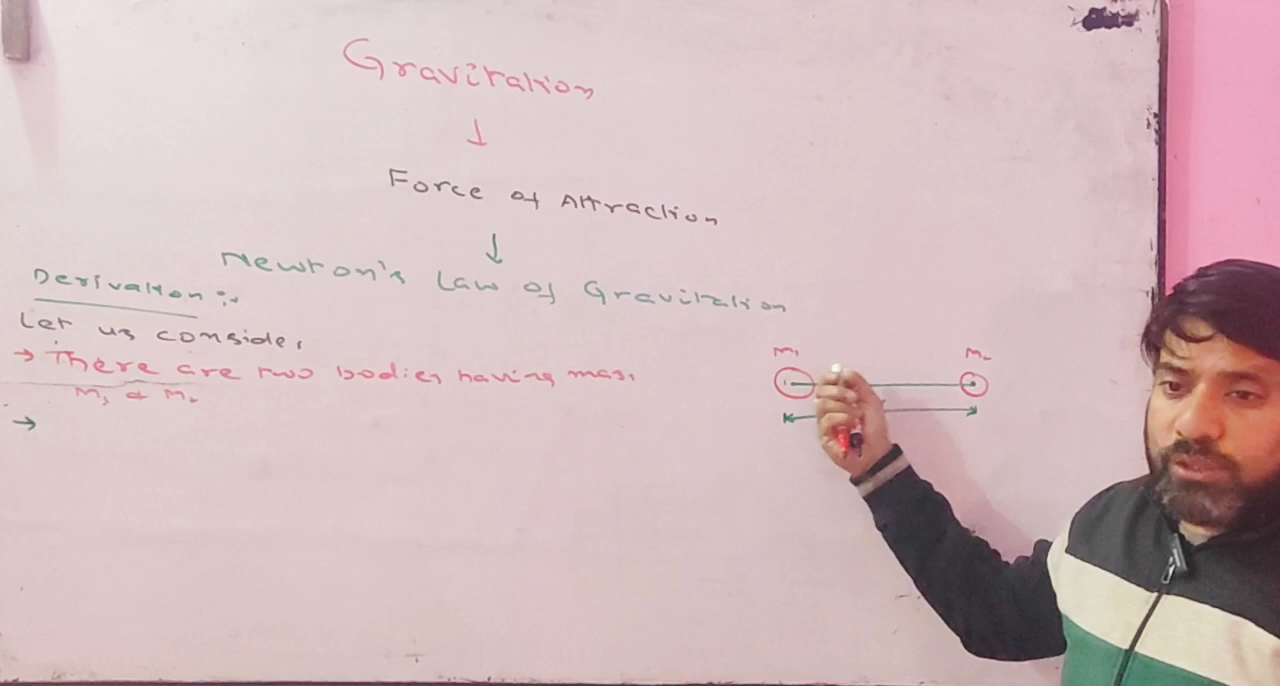 Gravitation
↓
Force of Attraction
↓
Newton's Law of Gravitation
Derivation :-
Let us consider
→ There are two bodies having mass
M₁ & M₂
→
M₁ M₂